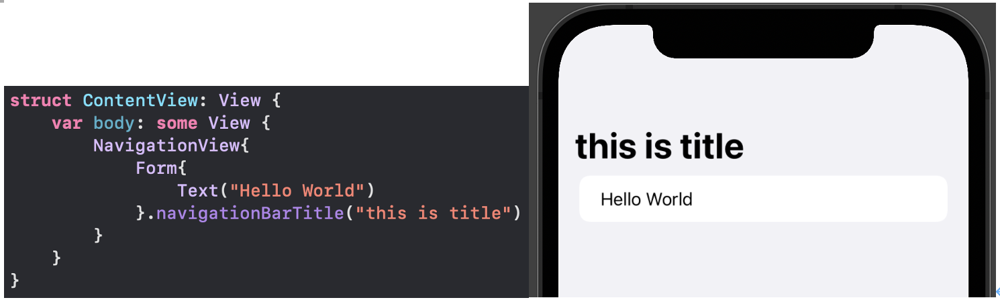 struct ContentView: View {
    var body: some View {
        NavigationView{
            Form{
                Text("Hello World")
            }.navigationBarTitle("this is title")
        }
    }
}
this is title
Hello World